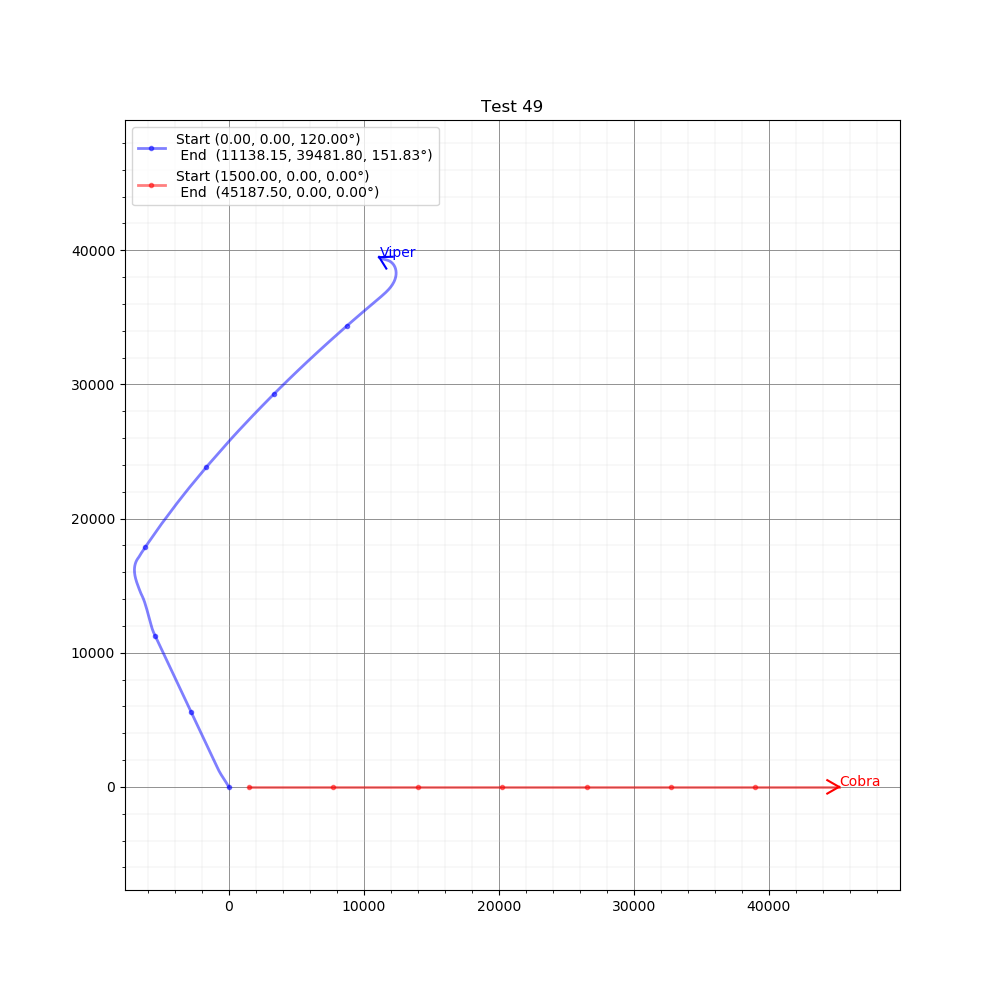 Test 49
Start (0.00, 0.00, 120.00°)
End (11138.15, 39481.80, 151.83°)
Start (1500.00, 0.00, 0.00°)
End (45187.50, 0.00, 0.00°)
40000
Viper
30000
20000
10000
0
Cobra
0
10000
20000
30000
40000